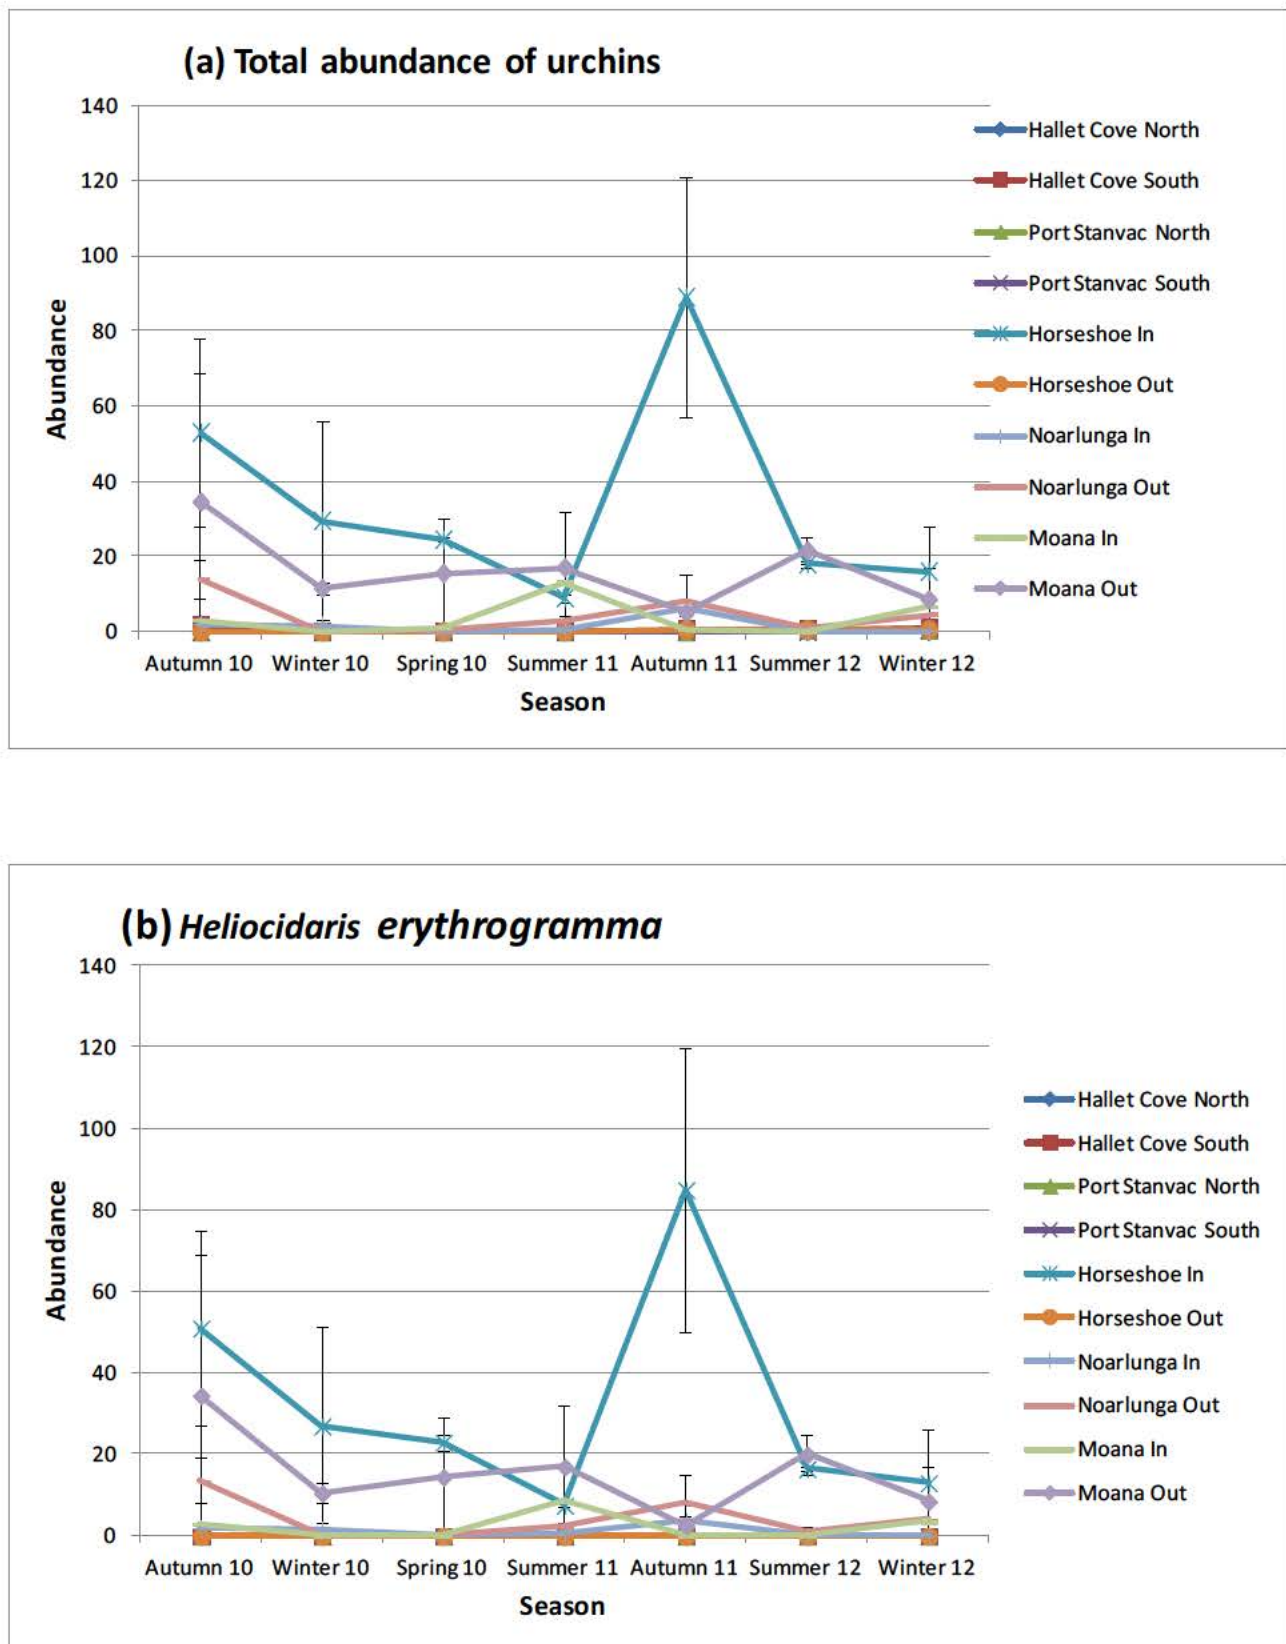 (a) Total abundance of urchins
140
120
100
80
60
40
20
0
Abundance
Autumn 10 Winter 10 Spring 10 Summer 11 Autumn 11 Summer 12 Winter 12
Season
Hallet Cove North
Hallet Cove South
Port Stanvac North
Port Stanvac South
Horseshoe In
Horseshoe Out
Noarlunga In
Noarlunga Out
Moana In
Moana Out
(b) Heliocidaris erythrogramma
140
120
100
80
60
40
20
0
Abundance
Autumn 10 Winter 10 Spring 10 Summer 11 Autumn 11 Summer 12 Winter 12
Season
Hallet Cove North
Hallet Cove South
Port Stanvac North
Port Stanvac South
Horseshoe In
Horseshoe Out
Noarlunga In
Noarlunga Out
Moana In
Moana Out